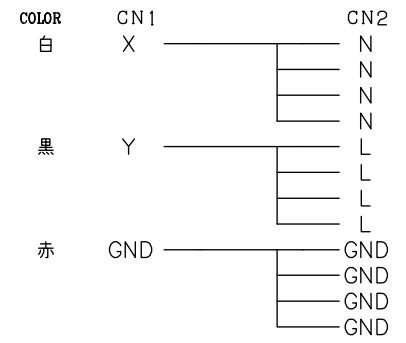 COLOR CN1 CN2
白 X N
N
N
N
黒 Y L
L
L
L
赤 GND GND
GND
GND
GND